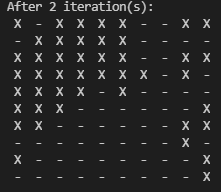 After 2 iteration(s):
X - X X X X - - X X
- X X X X X - - - -
X X X X X X - - X X
X X X X X X X - X X
X X X X - X - - - X
X X X - - - - - - X
X X - - - - - - X X
- - - - - - - - X -
X - - - - - - - - X
- - - - - - - - - X